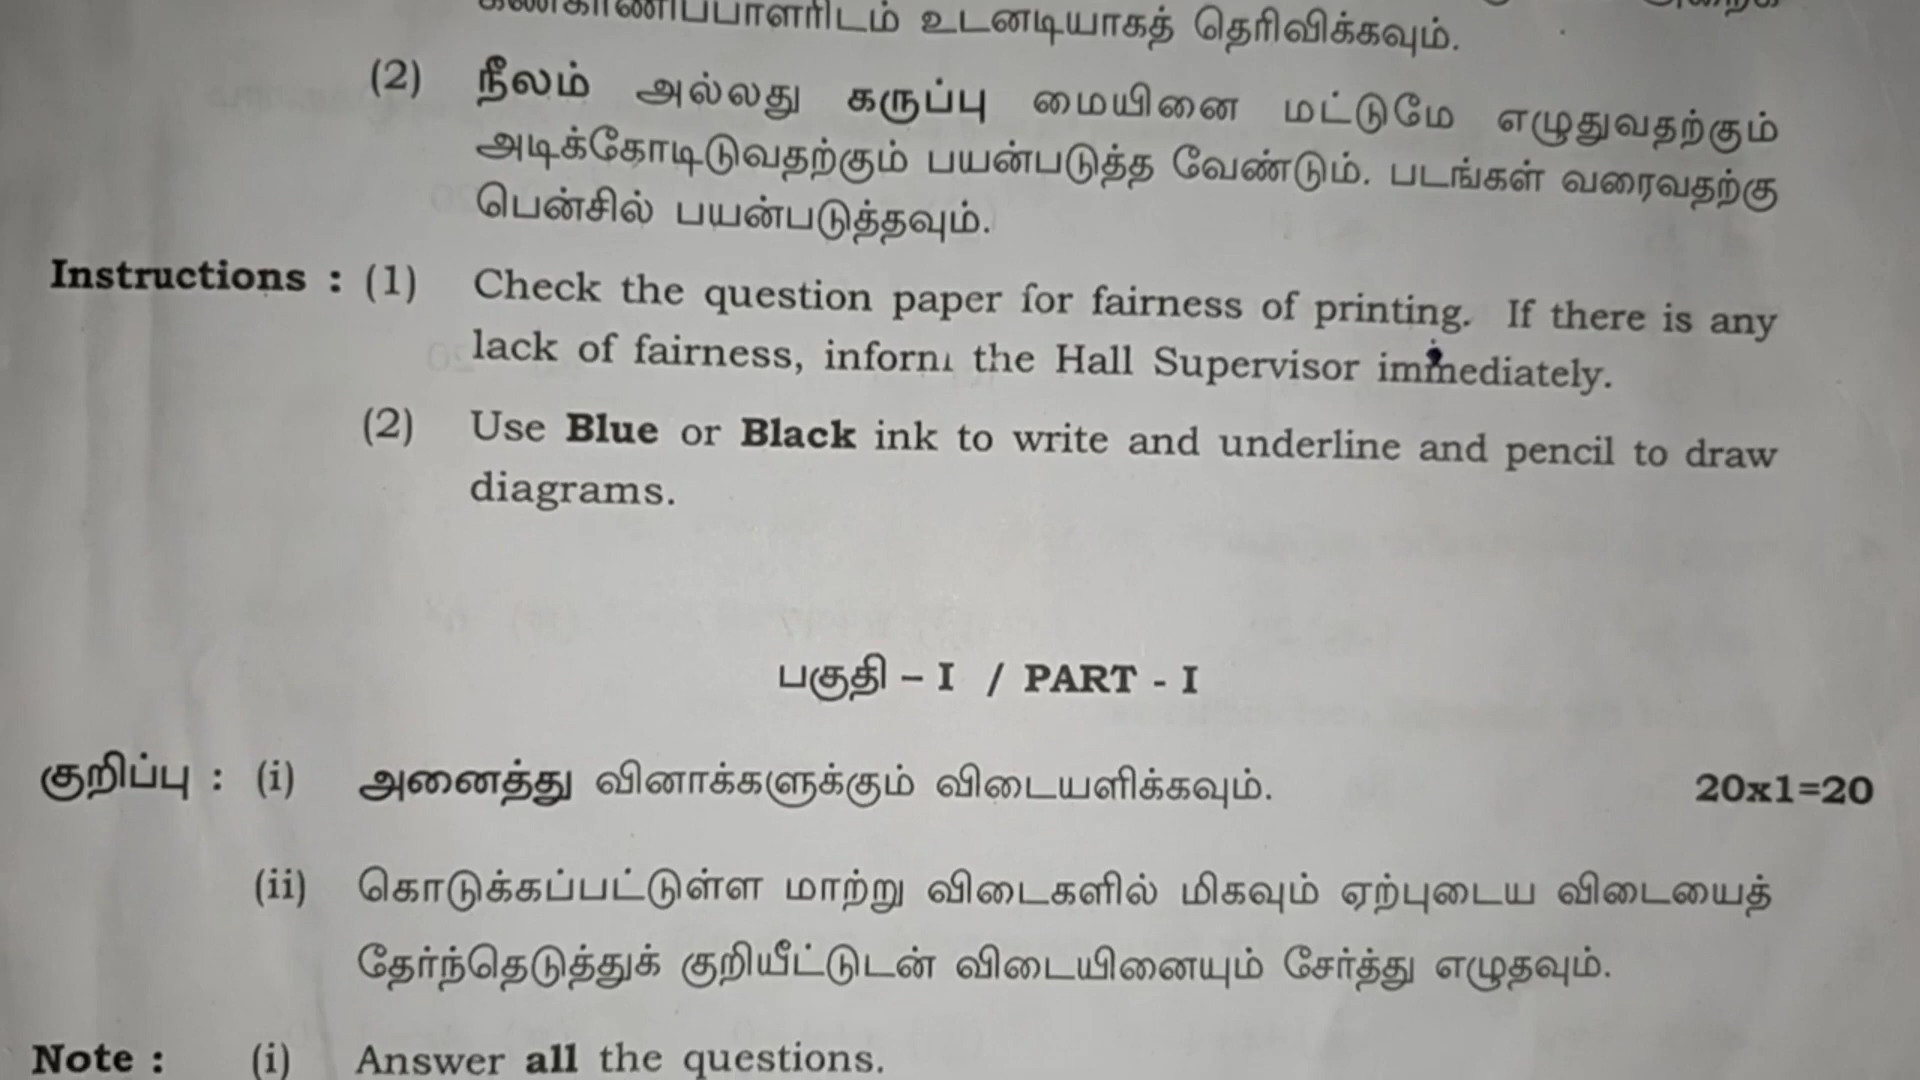 கண்காணிப்பாளரிடம் உடனடியாகத் தெரிவிக்கவும்.
(2) நீலம் அல்லது கருப்பு மையினை மட்டுமே எழுதுவதற்கும்
அடிக்கோடிடுவதற்கும் பயன்படுத்த வேண்டும். படங்கள் வரைவதற்கு
பென்சில் பயன்படுத்தவும்.
Instructions : (1) Check the question paper for fairness of printing. If there is any
lack of fairness, inform the Hall Supervisor immediately.
(2) Use Blue or Black ink to write and underline and pencil to draw
diagrams.
பகுதி – I / PART - I
குறிப்பு : (i) அனைத்து வினாக்களுக்கும் விடையளிக்கவும். 20x1=20
(ii) கொடுக்கப்பட்டுள்ள மாற்று விடைகளில் மிகவும் ஏற்புடைய விடையைத்
தேர்ந்தெடுத்துக் குறியீட்டுடன் விடையினையும் சேர்த்து எழுதவும்.
Note : (i) Answer all the questions.